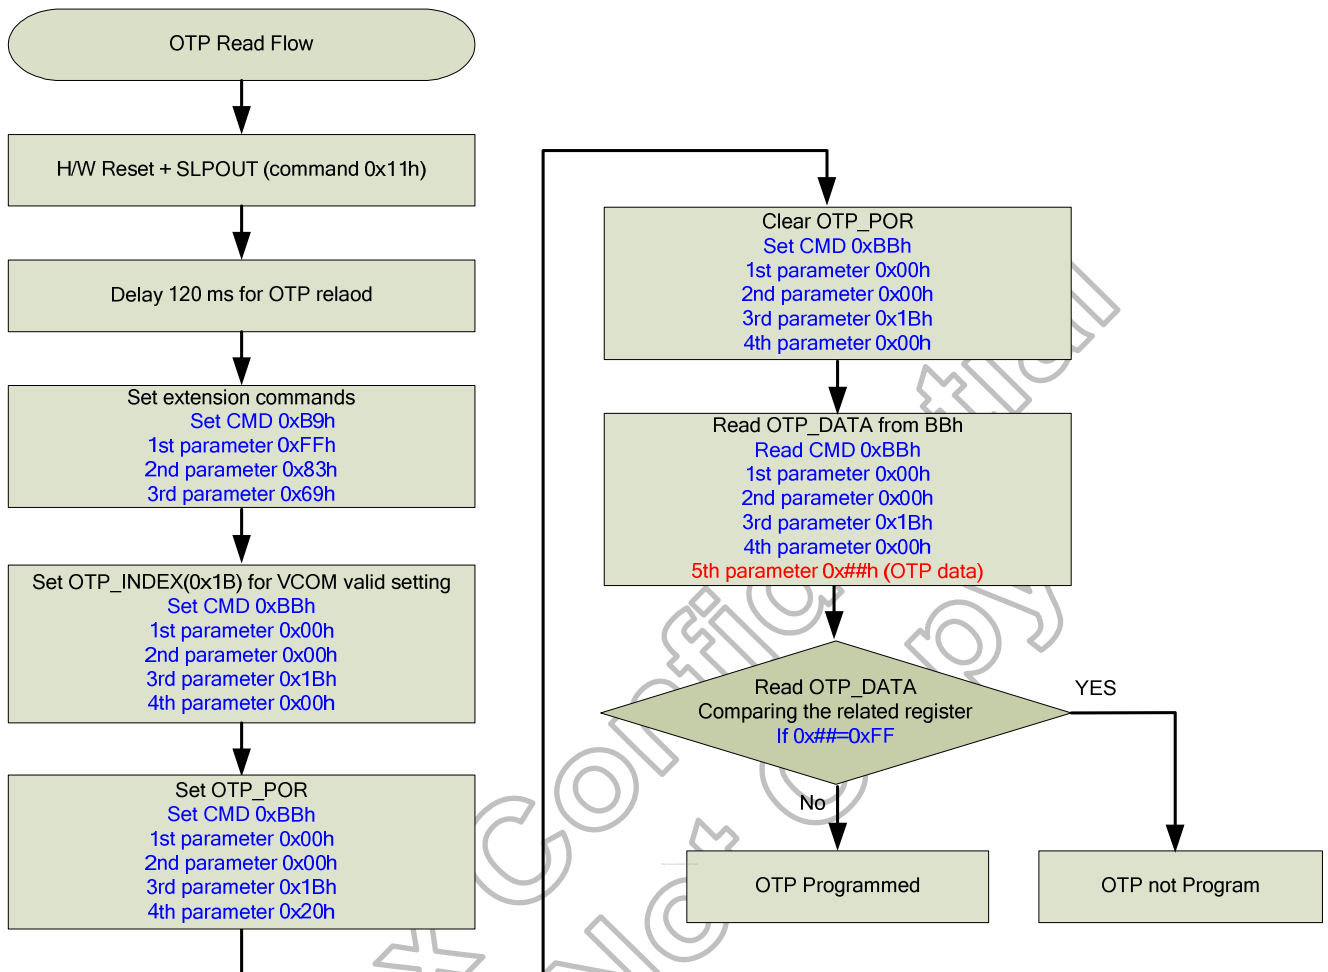 OTP Read Flow
H/W Reset + SLPOUT (command 0x11h)
Delay 120 ms for OTP relaod
Set extension commands
Set CMD 0xB9h
1st parameter 0xFFh
2nd parameter 0x83h
3rd parameter 0x69h
Set OTP_INDEX(0x1B) for VCOM valid setting
Set CMD 0xBBh
1st parameter 0x00h
2nd parameter 0x00h
3rd parameter 0x1Bh
4th parameter 0x00h
Set OTP_POR
Set CMD 0xBBh
1st parameter 0x00h
2nd parameter 0x00h
3rd parameter 0x1Bh
4th parameter 0x20h
Clear OTP_POR
Set CMD 0xBBh
1st parameter 0x00h
2nd parameter 0x00h
3rd parameter 0x1Bh
4th parameter 0x00h
Read OTP_DATA from BBh
Read CMD 0xBBh
1st parameter 0x00h
2nd parameter 0x00h
3rd parameter 0x1Bh
4th parameter 0x00h
5th parameter 0x##h (OTP data)
Read OTP_DATA
Comparing the related register
If 0x##=0xFF
YES
No
OTP Programmed
OTP not Program